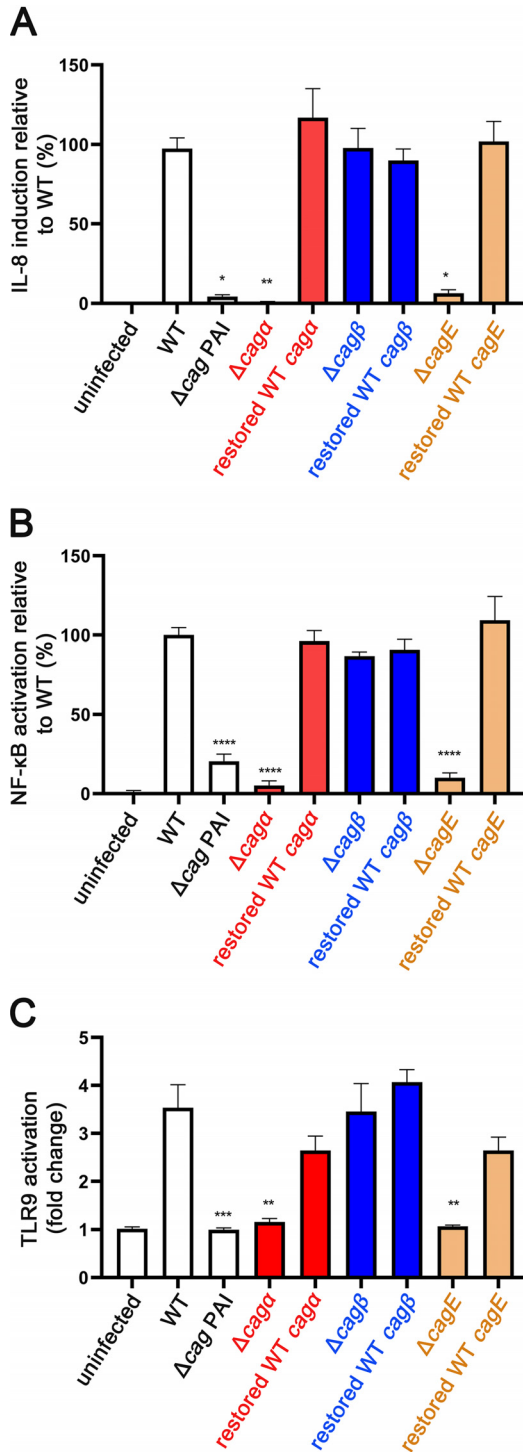 A
IL-8 induction relative
to WT (%)
150
100
50
0
*
**
*
uninfected
WT
Δcag PAI
Δcagα
restored WT cagα
Δcagβ
restored WT cagβ
ΔcagE
restored WT cagE
B
NF-κB activation relative
to WT (%)
150
100
50
0
****
****
****
uninfected
WT
Δcag PAI
Δcagα
restored WT cagα
Δcagβ
restored WT cagβ
ΔcagE
restored WT cagE
C
TLR9 activation
(fold change)
5
4
3
2
1
0
***
**
**
uninfected
WT
Δcag PAI
Δcagα
restored WT cagα
Δcagβ
restored WT cagβ
ΔcagE
restored WT cagE